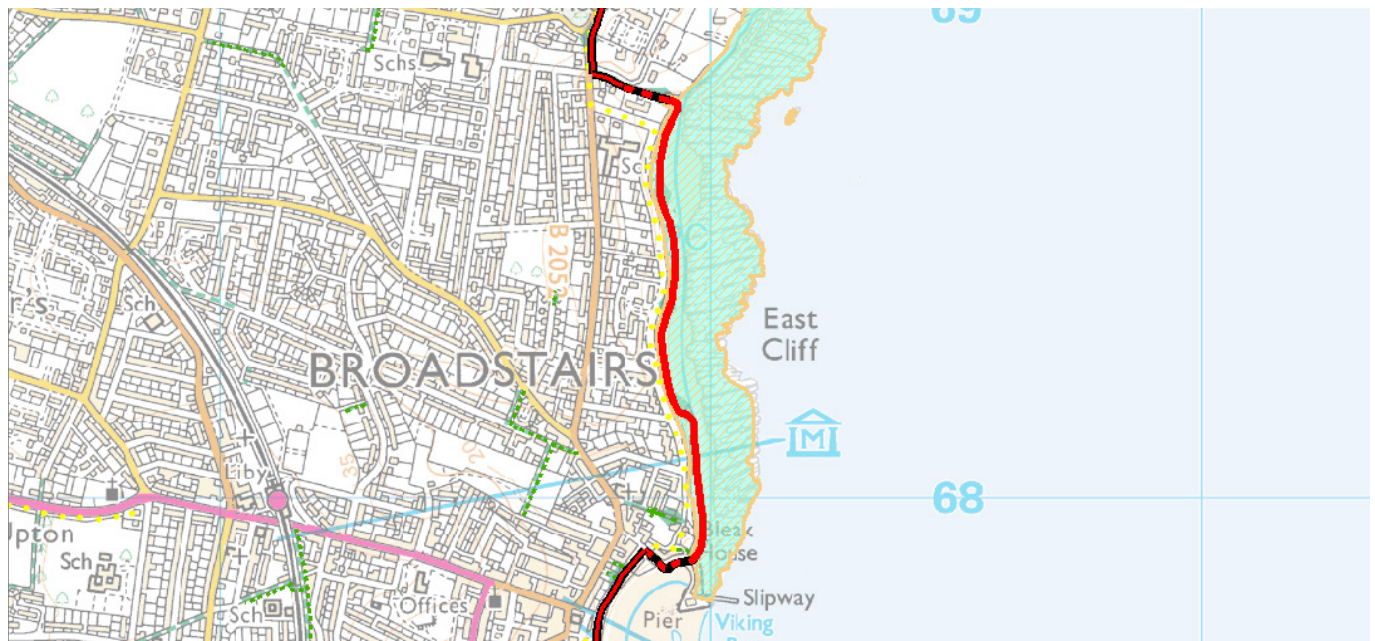 69
Schs
Sch
B 2052
r's
Sch
East
Cliff
BROADSTAIRS
M
35
20
Liby
68
Upton
Bleak
House
Sch
Sch
Offices
Pier
Slipway
Viking